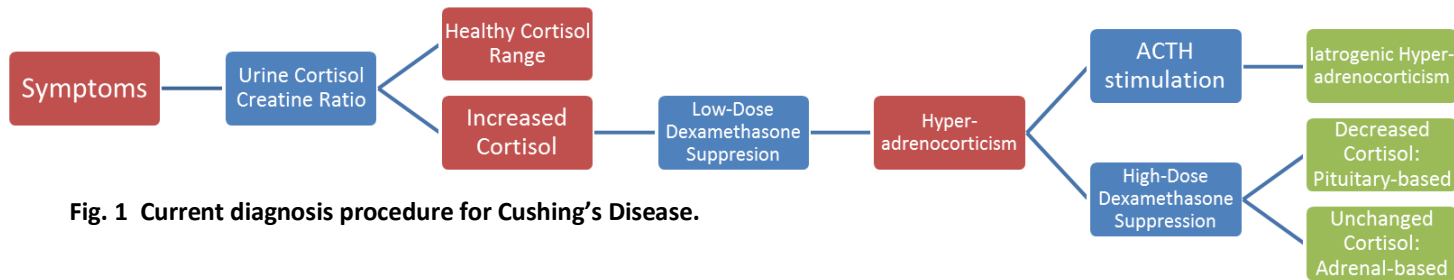 Symptoms
Urine Cortisol
Creatine Ratio
Healthy Cortisol
Range
Increased
Cortisol
Low-Dose
Dexamethasone
Suppresion
Hyper-
adrenocorticism
ACTH
stimulation
Iatrogenic Hyper-
adrenocorticism
High-Dose
Dexamethasone
Suppression
Decreased
Cortisol:
Pituitary-based
Unchanged
Cortisol:
Adrenal-based
Fig. 1 Current diagnosis procedure for Cushing’s Disease.